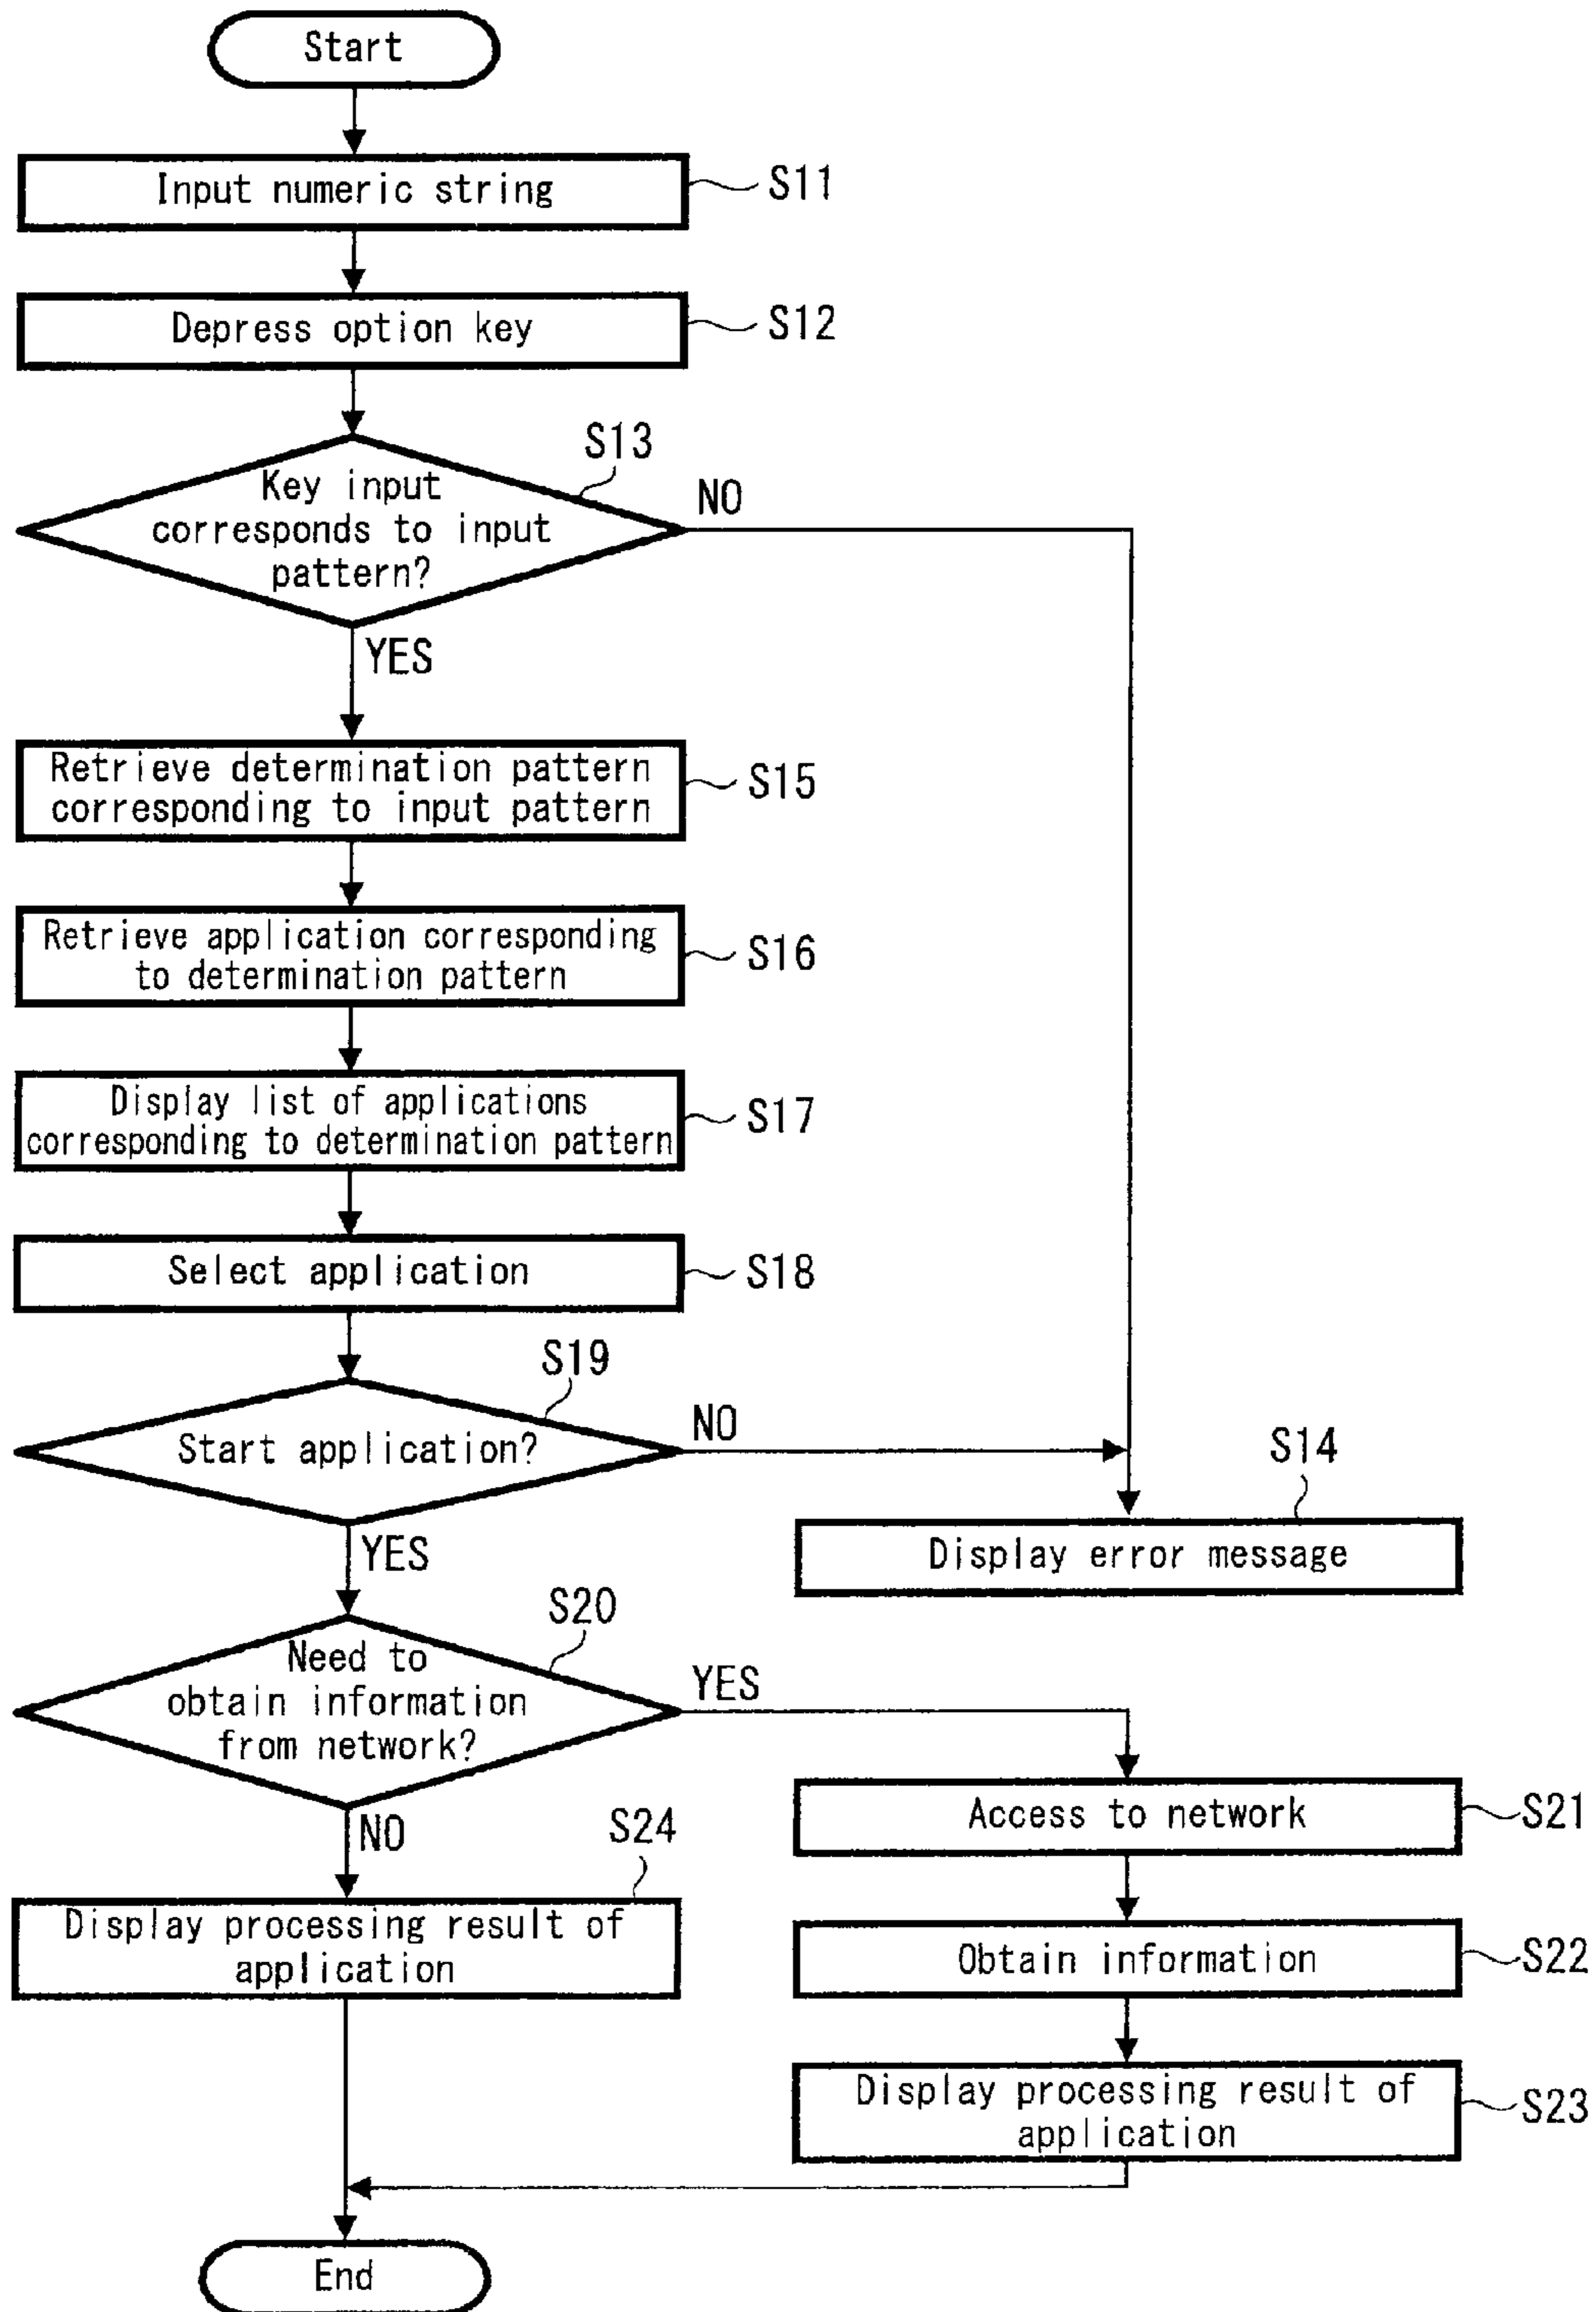 Start
Input numeric string
S11
Depress option key
S12
S13
Key input
corresponds to input
pattern?
NO
YES
Retrieve determination pattern
corresponding to input pattern
S15
Retrieve application corresponding
to determination pattern
S16
Display list of applications
corresponding to determination pattern
S17
Select application
S18
S19
Start application?
NO
YES
S14
Display error message
S20
Need to
obtain information
from network?
YES
NO
Access to network
S21
S24
Display processing result of
application
Obtain information
S22
Display processing result of
application
S23
End